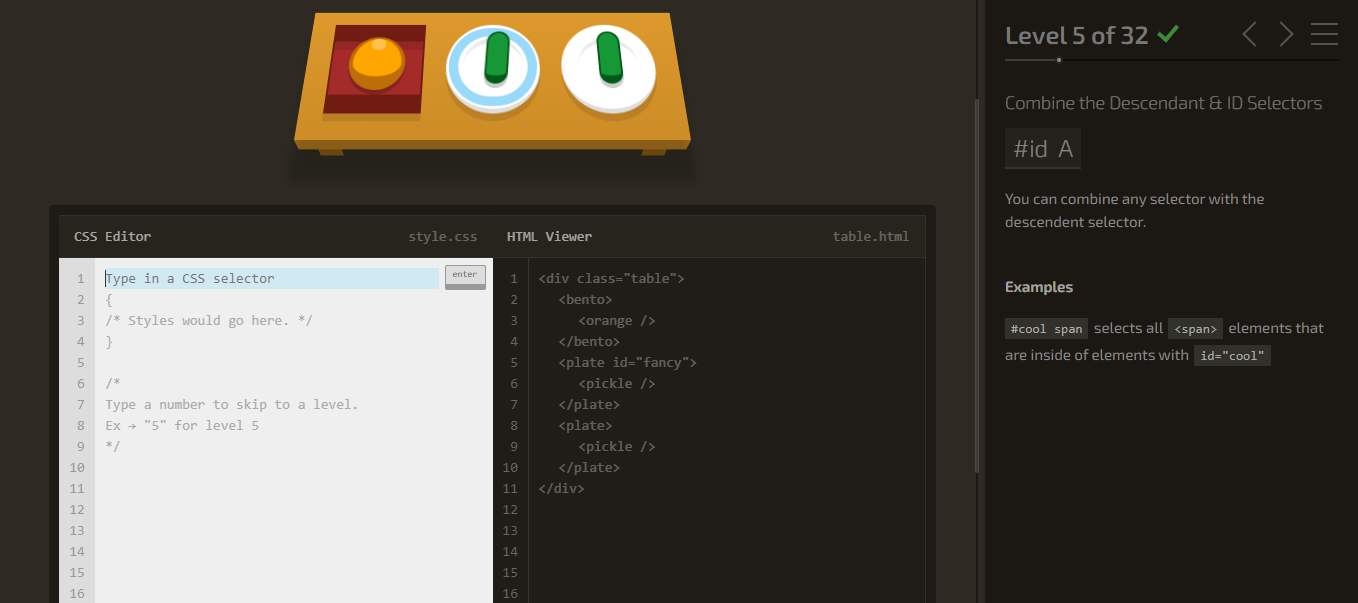 Level 5 of 32
Combine the Descendant & ID Selectors
#id A
You can combine any selector with the
descendent selector.
Examples
#cool span selects all <span> elements that
are inside of elements with id="cool"
CSS Editor
style.css
1 Type in a CSS selector
enter
2 {
3 /* Styles would go here. */
4 }
5
6 /*
7 Type a number to skip to a level.
8 Ex → "5" for level 5
9 */
10
11
12
13
14
15
16
HTML Viewer
table.html
1 <div class="table">
2 <bento>
3 <orange />
4 </bento>
5 <plate id="fancy">
6 <pickle />
7 </plate>
8 <plate>
9 <pickle />
10 </plate>
11 </div>
12
13
14
15
16